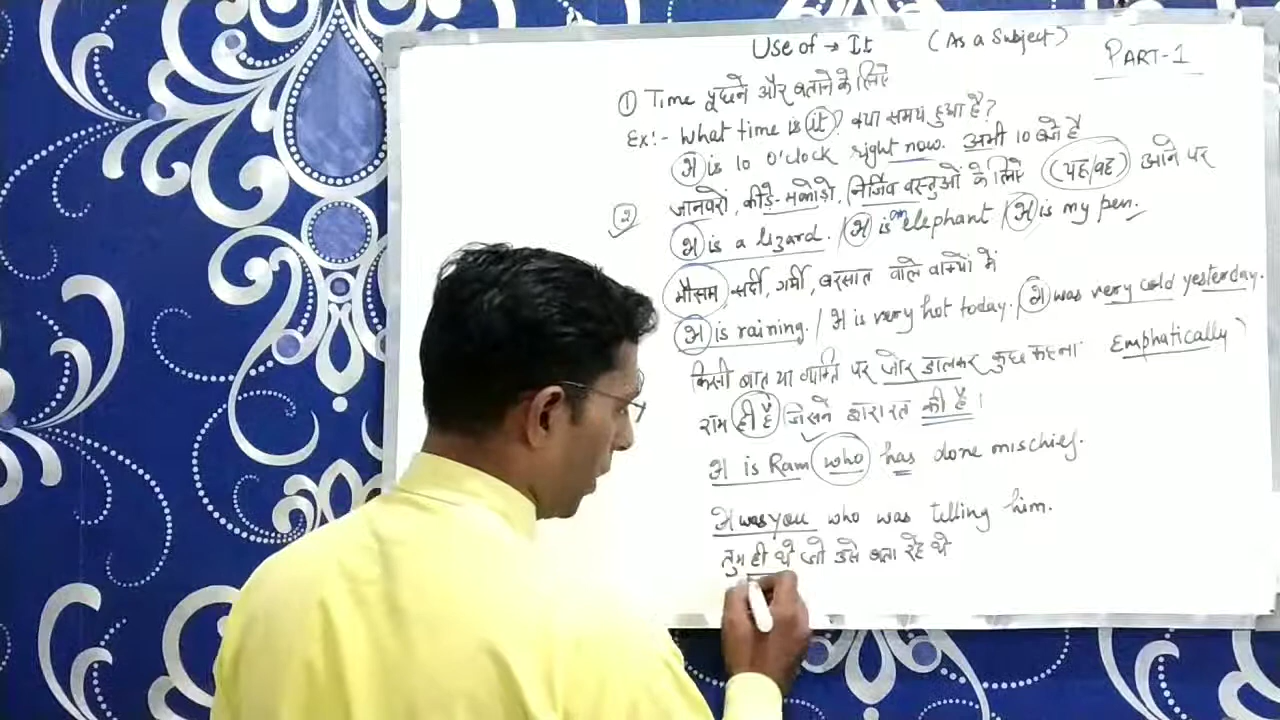 Use of → It (As a Subject)
PART-1
① Time पूछने और बताने के लिए
Ex:- What time is it? क्या समय हुआ है?
It is 10 o'clock right now. अभी 10 बजे है
② जानवरों, कीड़े-मकोड़ो, निर्जिव वस्तुओं के लिए (यह/वह) आने पर
It is a lizard. / It is an elephant / It is my pen.
मौसम सर्दी, गर्मी, बरसात वाले वाक्यों में
It is raining. / It is very hot today. / It was very cold yesterday.
किसी बात या व्यक्ति पर जोर डालकर कुछ कहना Emphatically
राम ही है जिसने शरारत की है।
It is Ram who has done mischief.
It was you who was telling him.
तुम ही थे जो उसे बता रहे थे